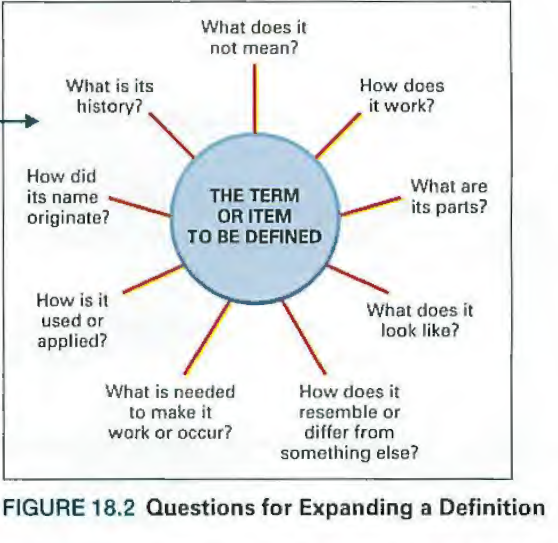 What does it
not mean?
How does
it work?
What are
its parts?
What does it
look like?
How does it
resemble or
differ from
something else?
What is needed
to make it
work or occur?
How is it
used or
applied?
How did
its name
originate?
What is its
history?
THE TERM
OR ITEM
TO BE DEFINED
FIGURE 18.2 Questions for Expanding a Definition